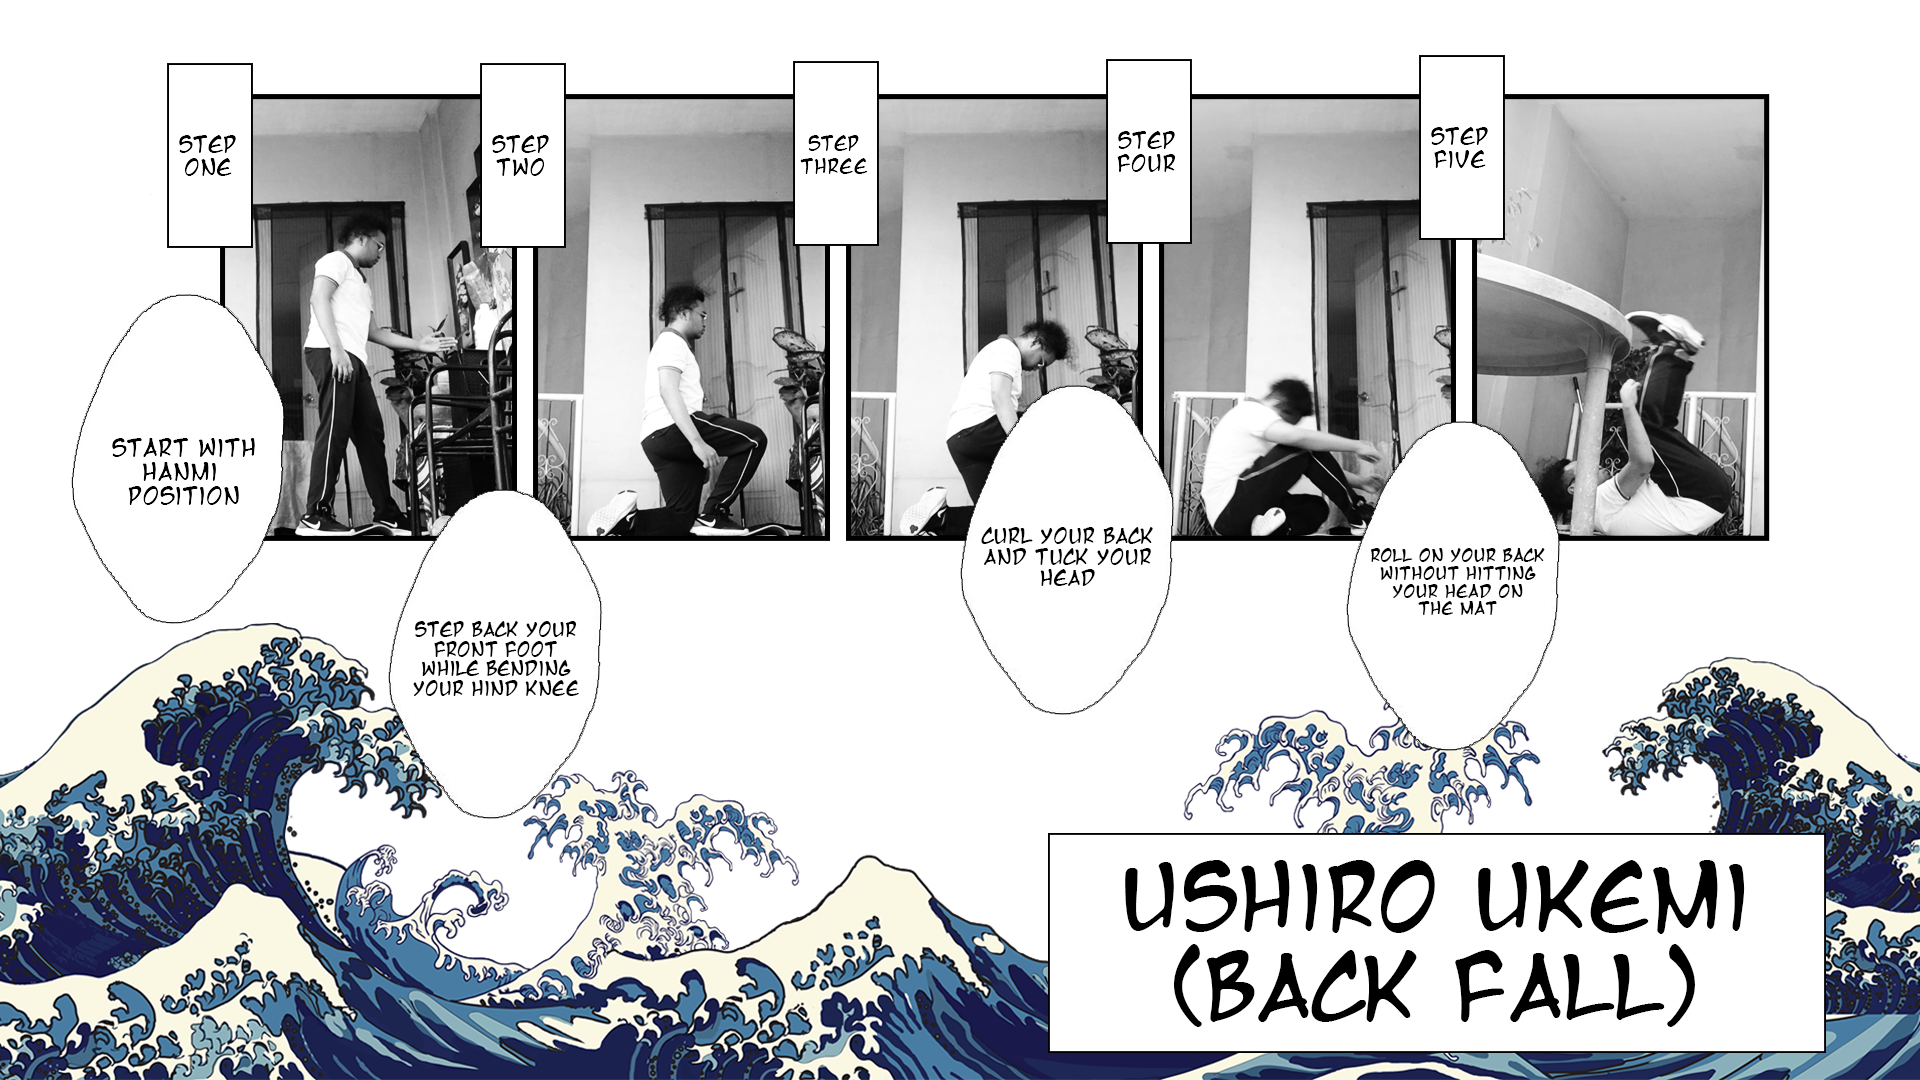 STEP
ONE
STEP
TWO
STEP
THREE
STEP
FOUR
STEP
FIVE
START WITH
HANMI
POSITION
STEP BACK YOUR
FRONT FOOT
WHILE BENDING
YOUR HIND KNEE
CURL YOUR BACK
AND TUCK YOUR
HEAD
ROLL ON YOUR BACK
WITHOUT HITTING
YOUR HEAD ON
THE MAT
USHIRO UKEMI
(BACK FALL)